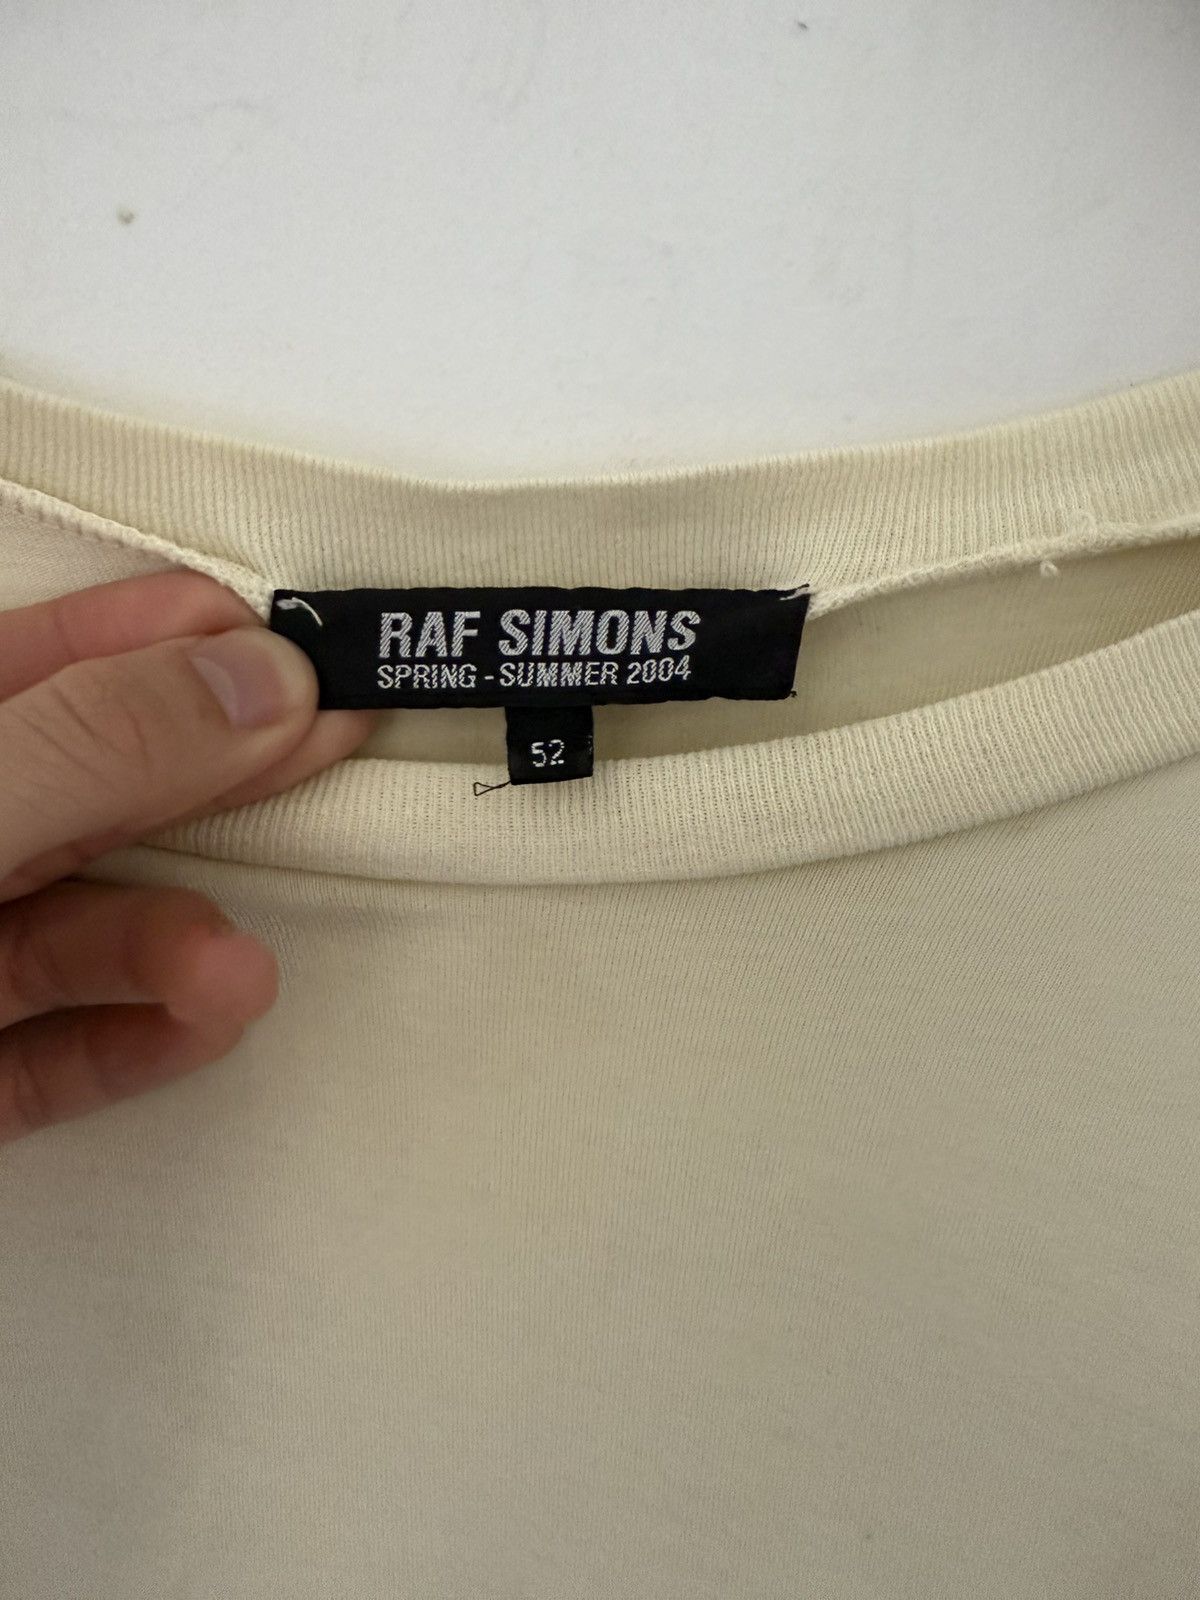 RAF SIMONS
SPRING - SUMMER 2004
52